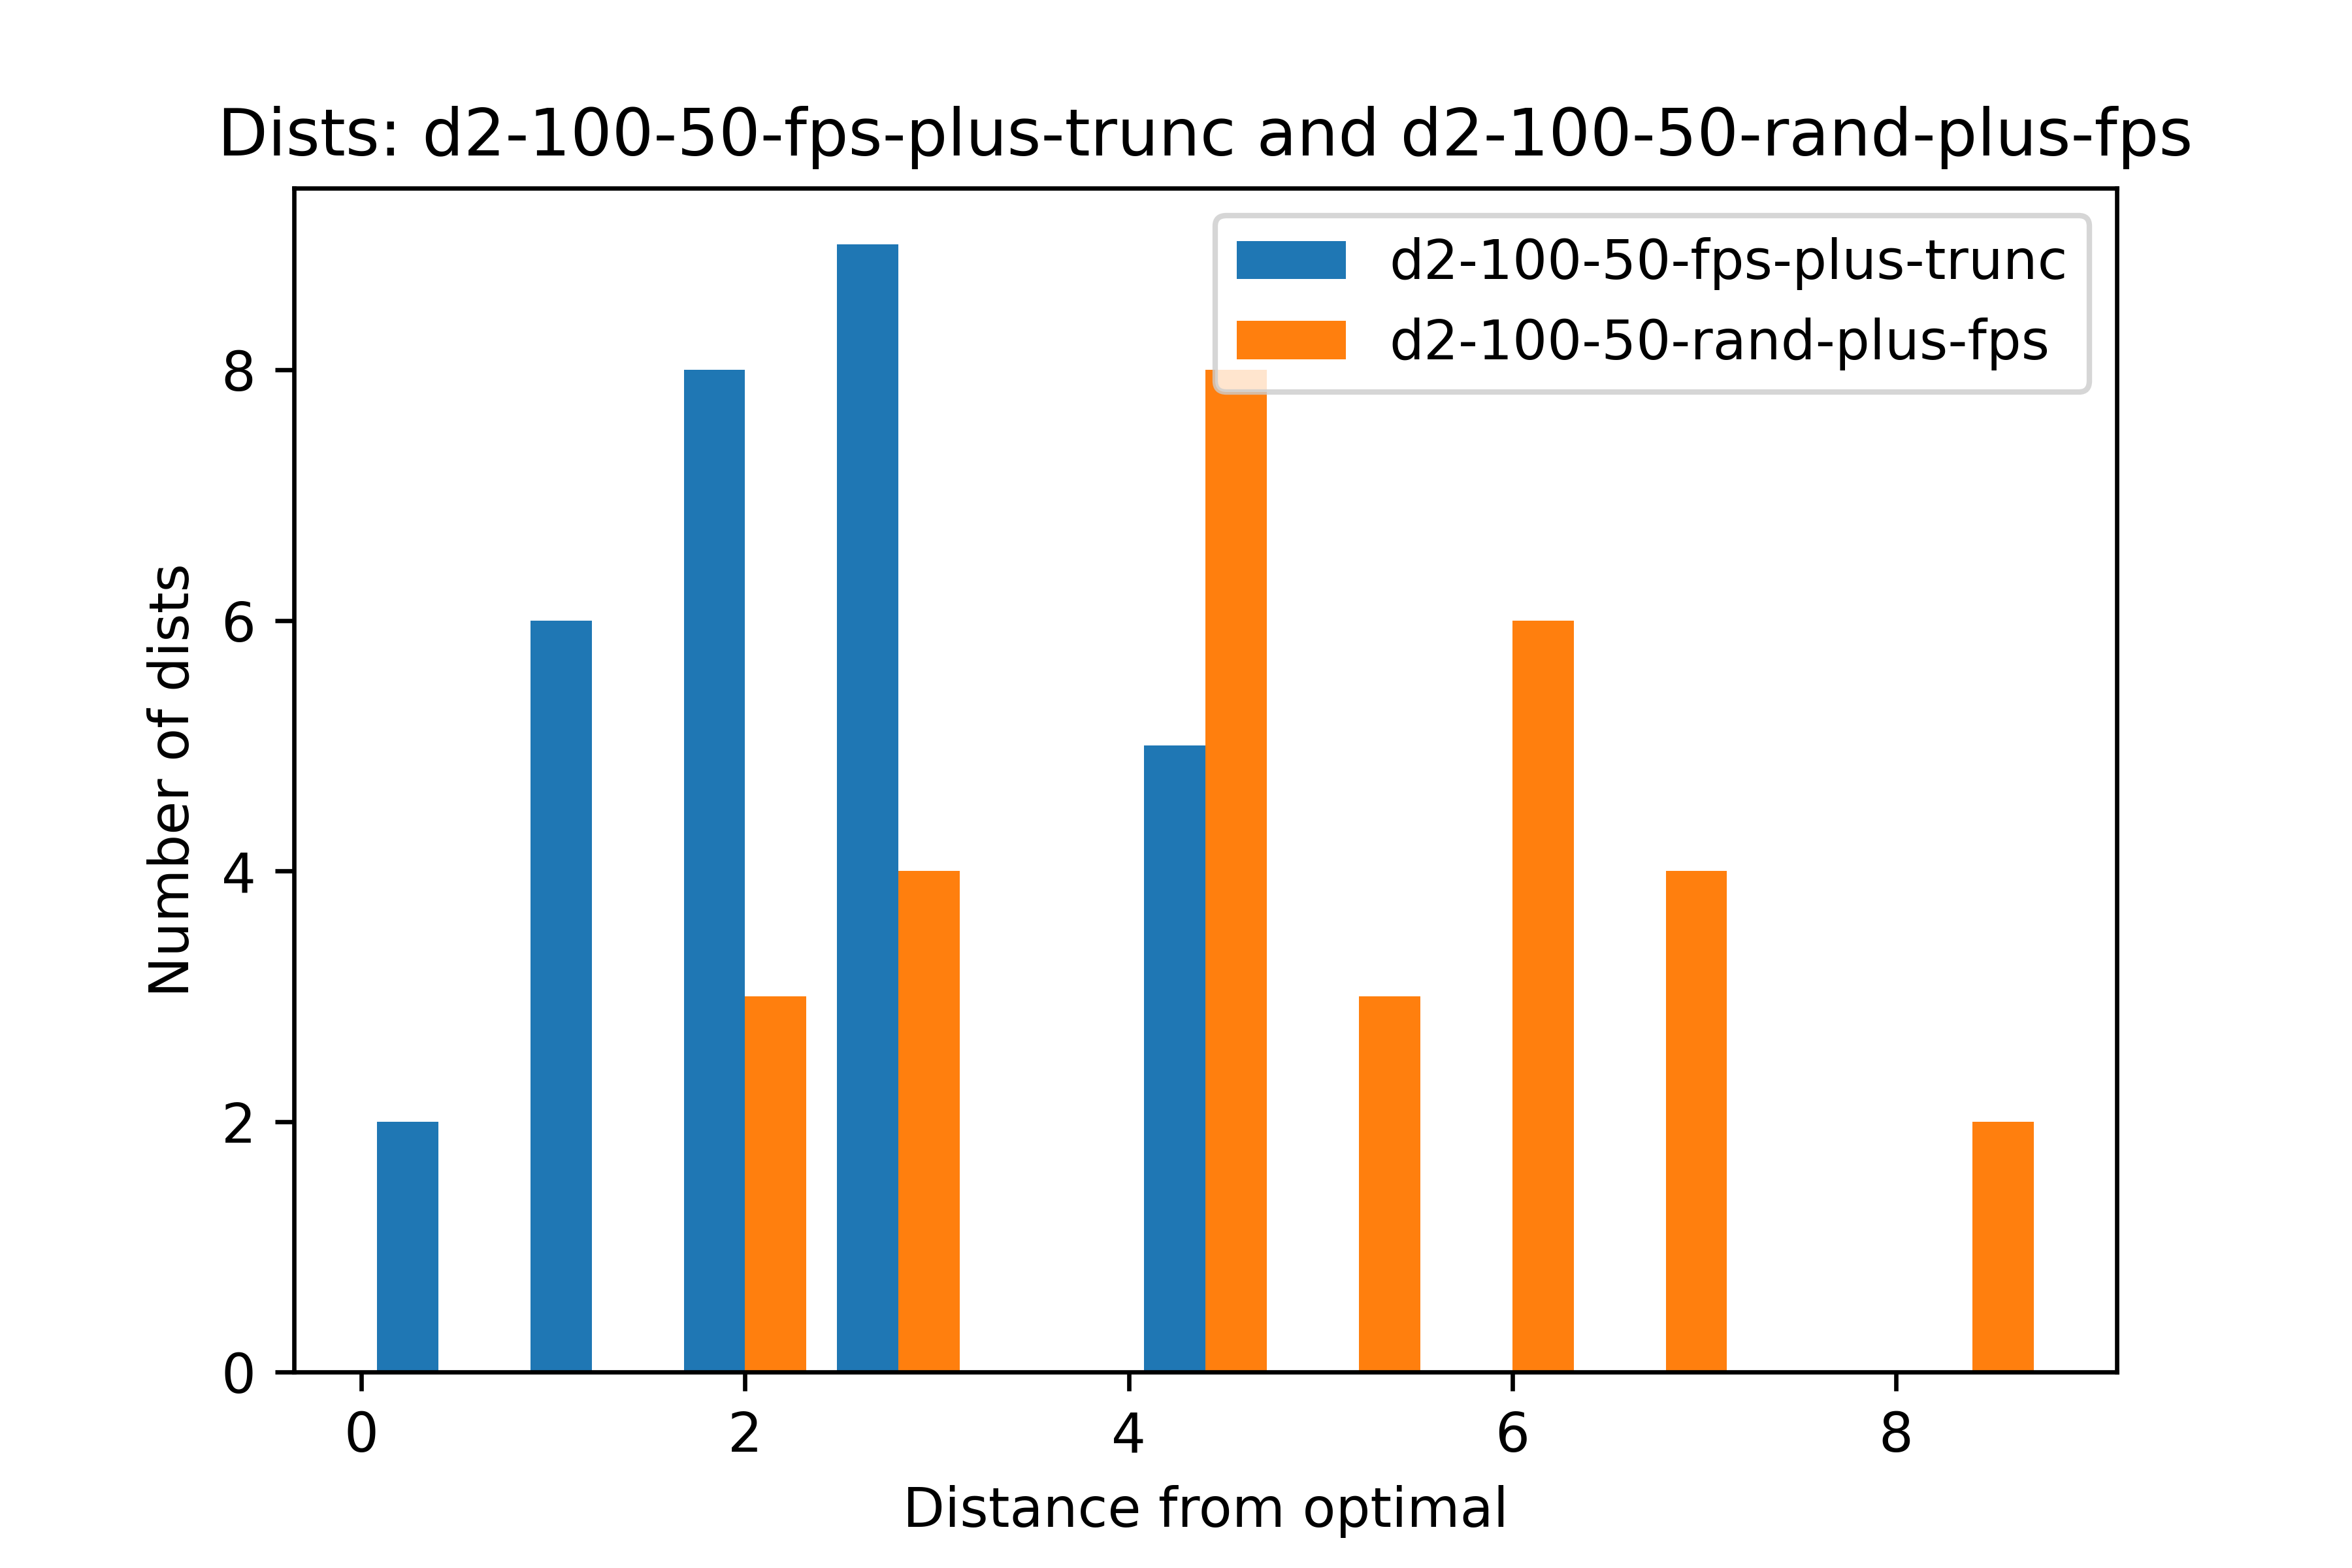 Dists: d2-100-50-fps-plus-trunc and d2-100-50-rand-plus-fps
d2-100-50-fps-plus-trunc
d2-100-50-rand-plus-fps
Number of dists
8
6
4
2
0
0 2 4 6 8
Distance from optimal